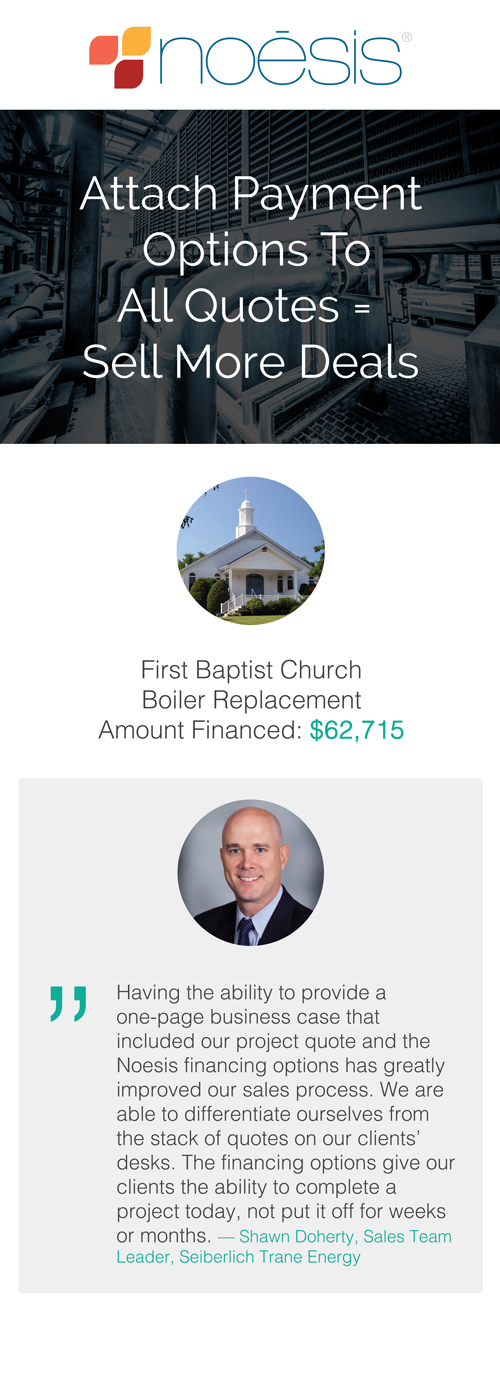 noēsis®
Attach Payment
Options To
All Quotes =
Sell More Deals
First Baptist Church
Boiler Replacement
Amount Financed: $62,715
”
Having the ability to provide a
one-page business case that
included our project quote and the
Noesis financing options has greatly
improved our sales process. We are
able to differentiate ourselves from
the stack of quotes on our clients’
desks. The financing options give our
clients the ability to complete a
project today, not put it off for weeks
or months. — Shawn Doherty, Sales Team
Leader, Seiberlich Trane Energy